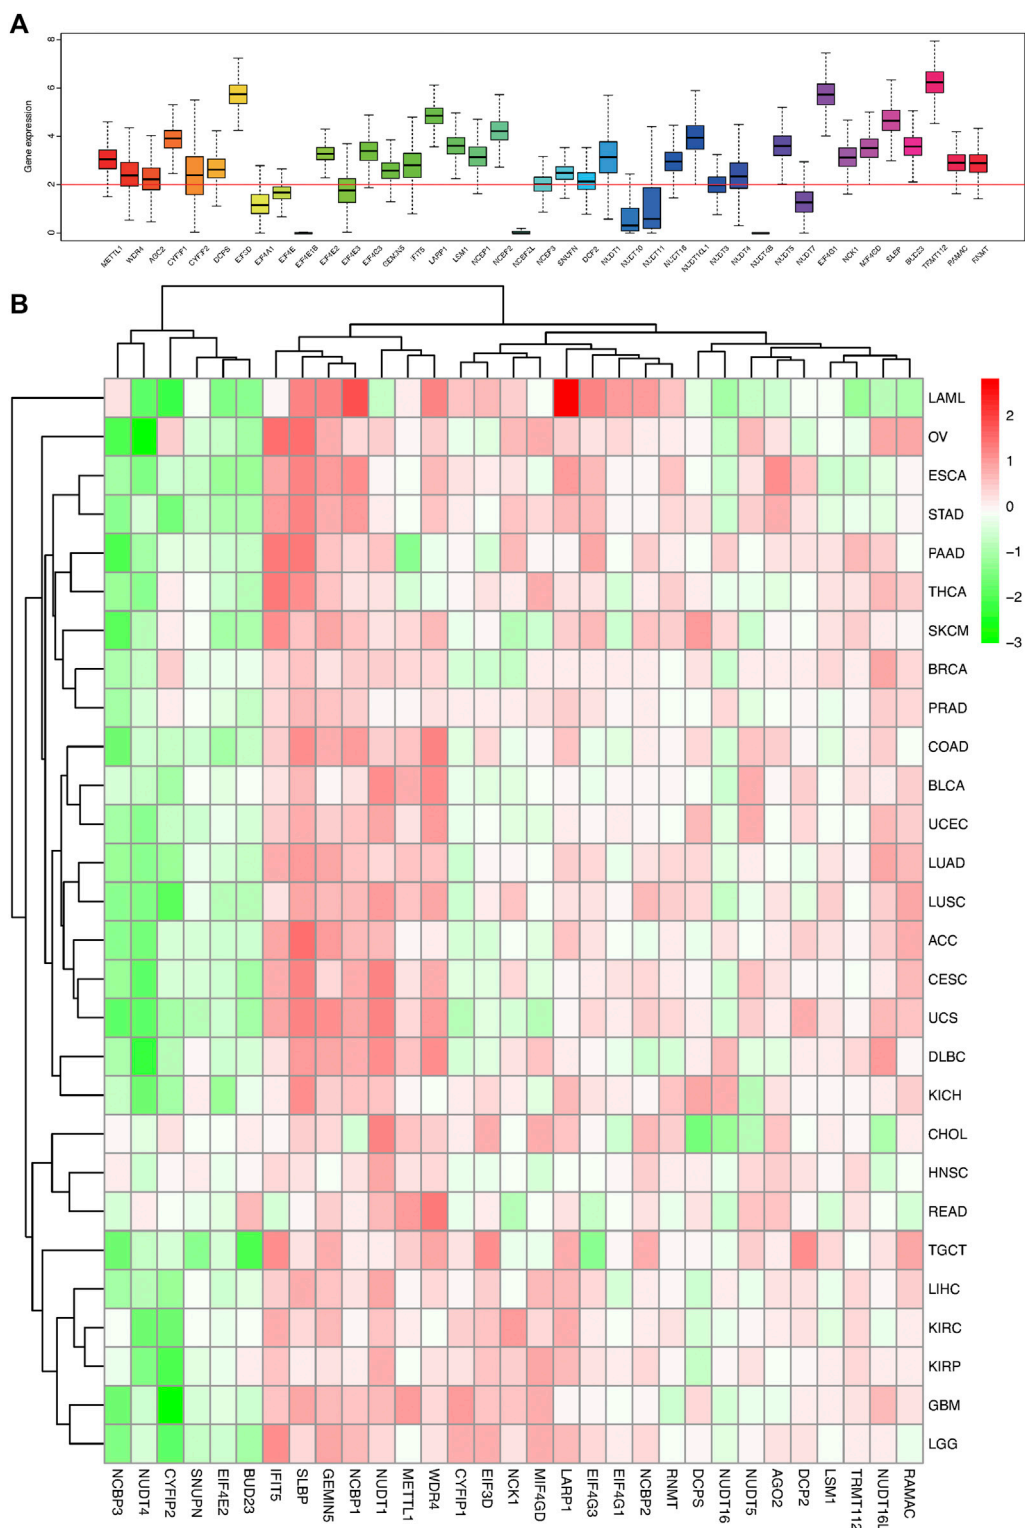 A
Gene expression
8
6
4
2
0
METTL1
WDR4
AGO2
CYFIP1
CYFIP2
DCPS
EIF3D
EIF4A1
EIF4E
EIF4E1B
EIF4E2
EIF4E3
EIF4G3
GEMIN5
IFIT5
LARP1
LSM1
NCBP1
NCBP2
NCBP2L
NCBP3
SNUPN
DCP2
NUDT1
NUDT10
NUDT11
NUDT16
NUDT16L1
NUDT3
NUDT4
NUDT4B
NUDT5
NUDT7
EIF4G1
NCK1
MIF4GD
SLBP
BUD23
TRMT112
RAMAC
RNMT
B
LAML
OV
ESCA
STAD
PAAD
THCA
SKCM
BRCA
PRAD
COAD
BLCA
UCEC
LUAD
LUSC
ACC
CESC
UCS
DLBC
KICH
CHOL
HNSC
READ
TGCT
LIHC
KIRC
KIRP
GBM
LGG
2
1
0
−1
−2
−3
NCBP3
NUDT4
CYFIP2
SNUPN
EIF4E2
BUD23
IFIT5
SLBP
GEMIN5
NCBP1
NUDT1
METTL1
WDR4
CYFIP1
EIF3D
NCK1
MIF4GD
LARP1
EIF4G3
EIF4G1
NCBP2
RNMT
DCPS
NUDT16
NUDT5
AGO2
DCP2
LSM1
TRMT112
NUDT16L
RAMAC